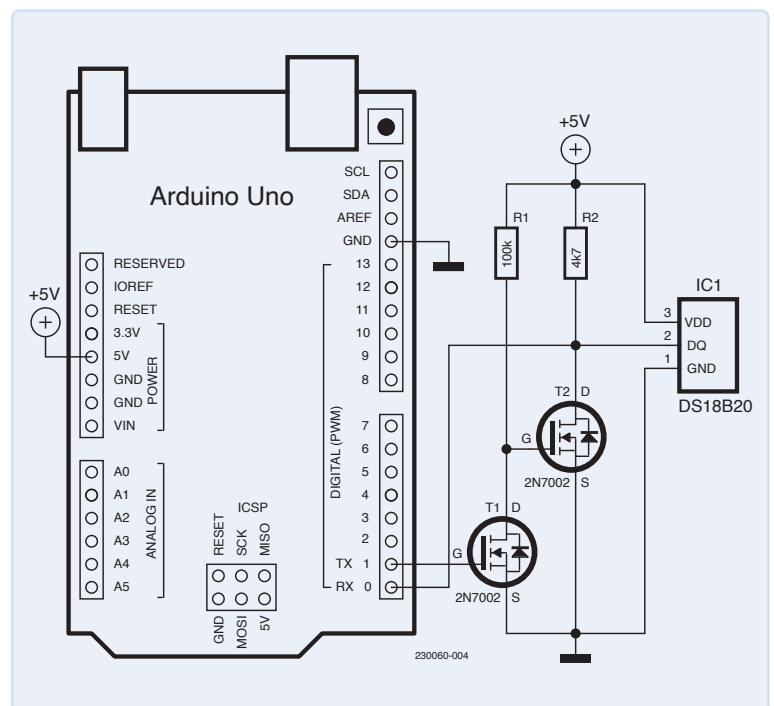 Arduino Uno
+5V
RESERVED
IOREF
RESET
3.3V
5V
GND
GND
VIN
POWER
A0
A1
A2
A3
A4
A5
ANALOG IN
ICSP
RESET
SCK
MISO
GND
MOSI
5V
SCL
SDA
AREF
GND
13
12
11
10
9
8
7
6
5
4
3
2
TX 1
RX 0
DIGITAL (PWM)
+5V
R1
100k
R2
4k7
IC1
3 VDD
2 DQ
1 GND
DS18B20
T2 D
G
2N7002 S
T1 D
G
2N7002 S
230060-004